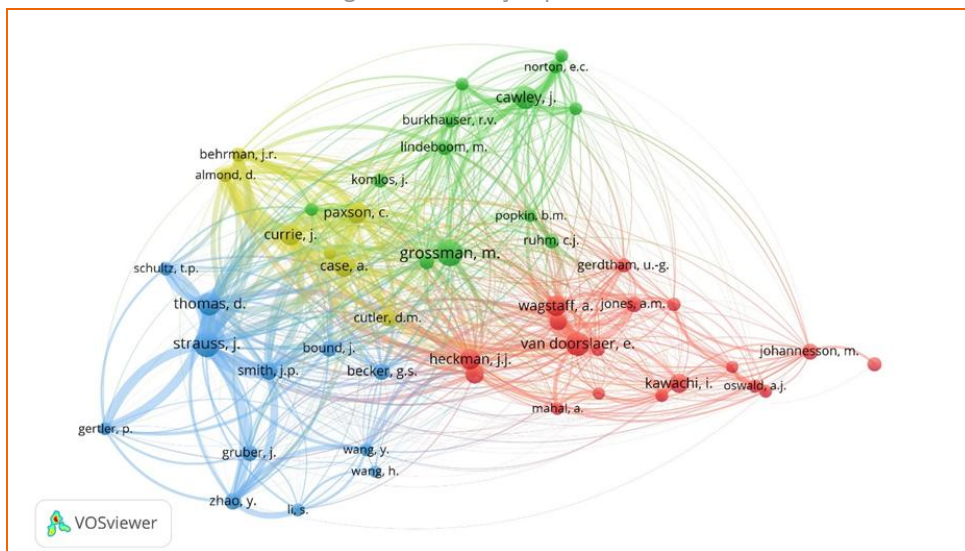 norton, e.c.
cawley, j.
burkhauser, r.v.
lindeboom, m.
behrman, j.r.
almond, d.
komlos, j.
paxson, c.
popkin, b.m.
currie, j.
ruhm, c.j.
grossman, m.
case, a.
gerdtham, u.-g.
schultz, t.p.
thomas, d.
wagstaff, a.
jones, a.m.
cutler, d.m.
strauss, j.
bound, j.
van doorslaer, e.
johannesson, m.
heckman, j.j.
smith, j.p.
becker, g.s.
kawachi, i.
oswald, a.j.
mahal, a.
gertler, p.
gruber, j.
wang, y.
wang, h.
zhao, y.
li, s.
VOSviewer